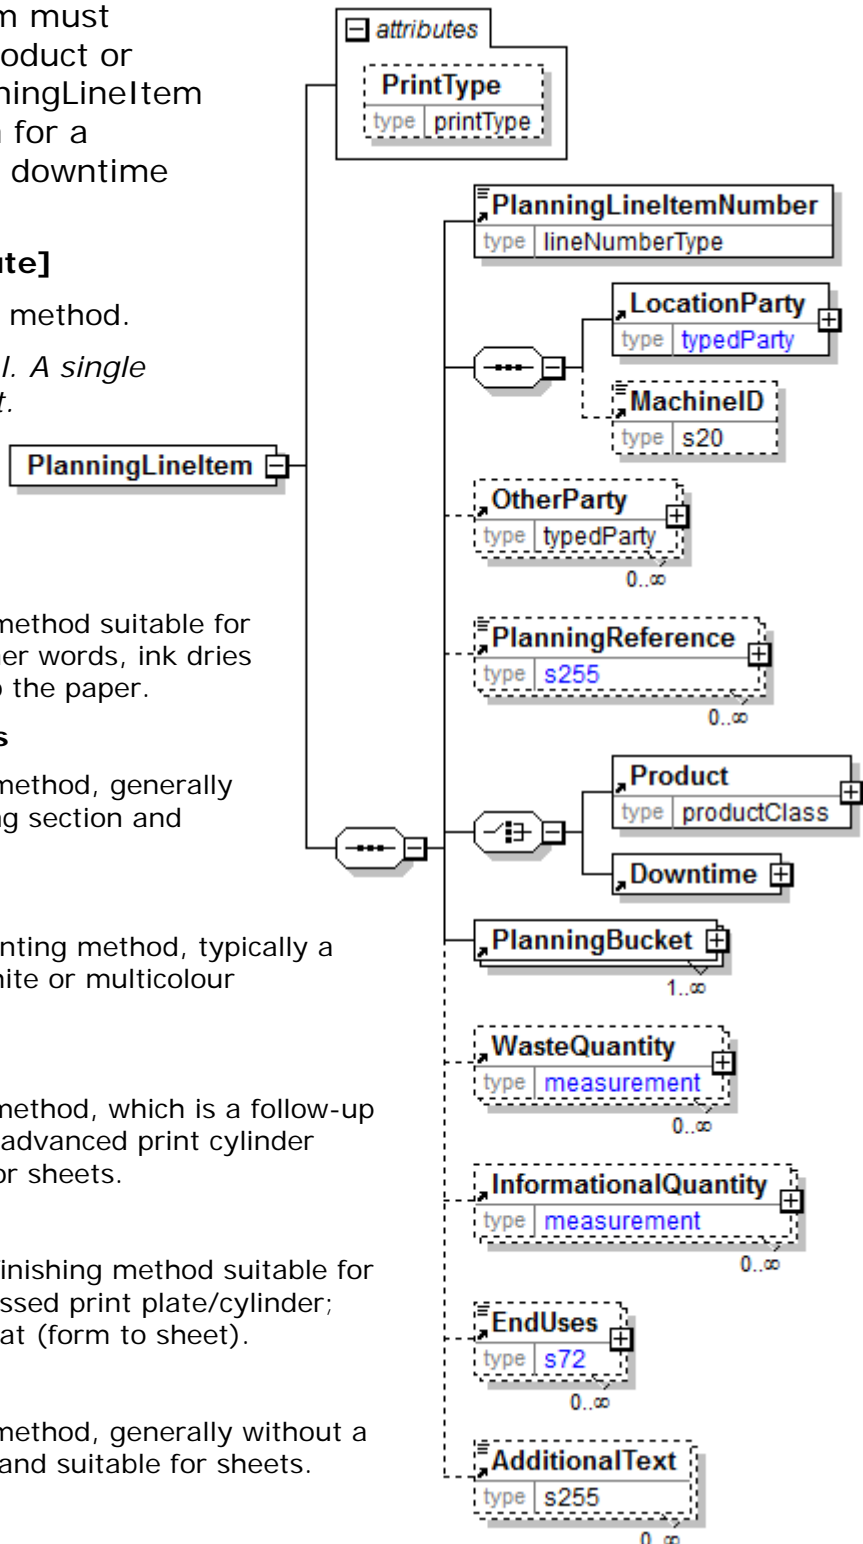 m must
oduct or
ningLineItem
n for a
downtime
ute]
method.
l. A single
t.
method suitable for
her words, ink dries
o the paper.
s
method, generally
ng section and
nting method, typically a
hite or multicolour
method, which is a follow-up
advanced print cylinder
or sheets.
finishing method suitable for
ssed print plate/cylinder;
at (form to sheet).
method, generally without a
and suitable for sheets.
PlanningLineItem
attributes
PrintType
type printType
PlanningLineItemNumber
type lineNumberType
LocationParty
type typedParty
MachineID
type s20
OtherParty
type typedParty
0..∞
PlanningReference
type s255
0..∞
Product
type productClass
Downtime
PlanningBucket
1..∞
WasteQuantity
type measurement
0..∞
InformationalQuantity
type measurement
0..∞
EndUses
type s72
0..∞
AdditionalText
type s255
0..∞